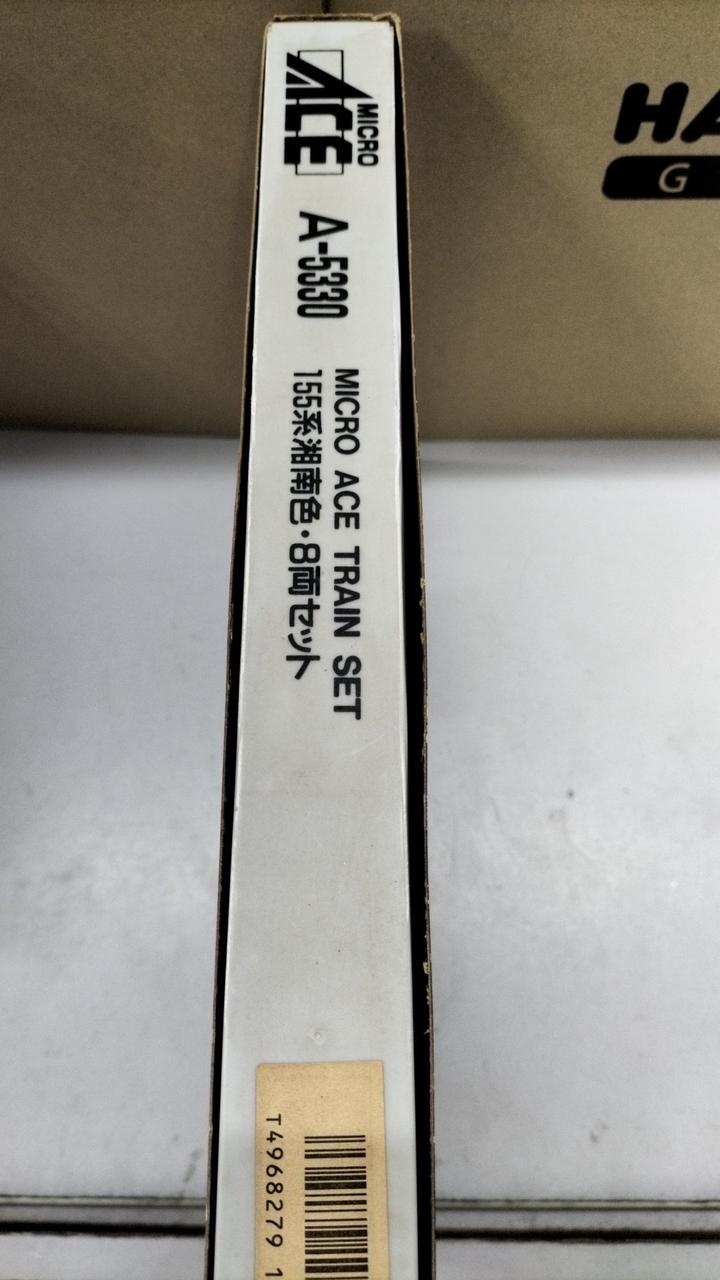 MICRO
ACE
A-5330
MICRO ACE TRAIN SET
155系湘南色・8両セット
T4968279 1
HA
G